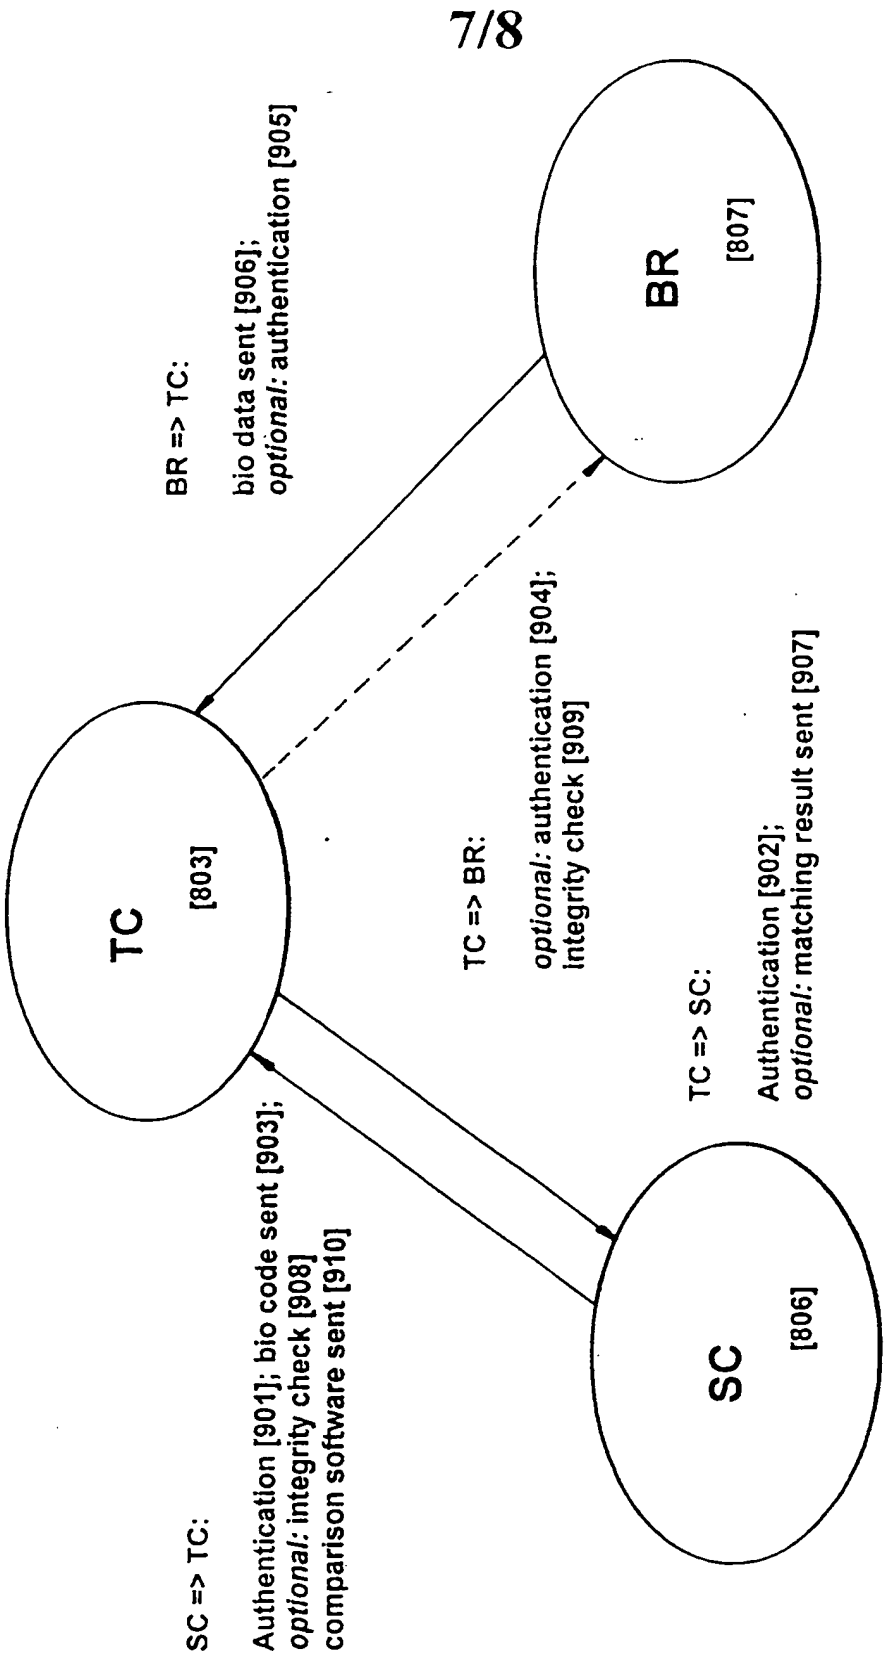 7/8
SC => TC:
Authentication [901]; bio code sent [903];
optional: integrity check [908]
comparison software sent [910]
TC
[803]
BR => TC:
bio data sent [906];
optional: authentication [905]
TC => BR:
optional: authentication [904];
integrity check [909]
SC
[806]
TC => SC:
Authentication [902];
optional: matching result sent [907]
BR
[807]